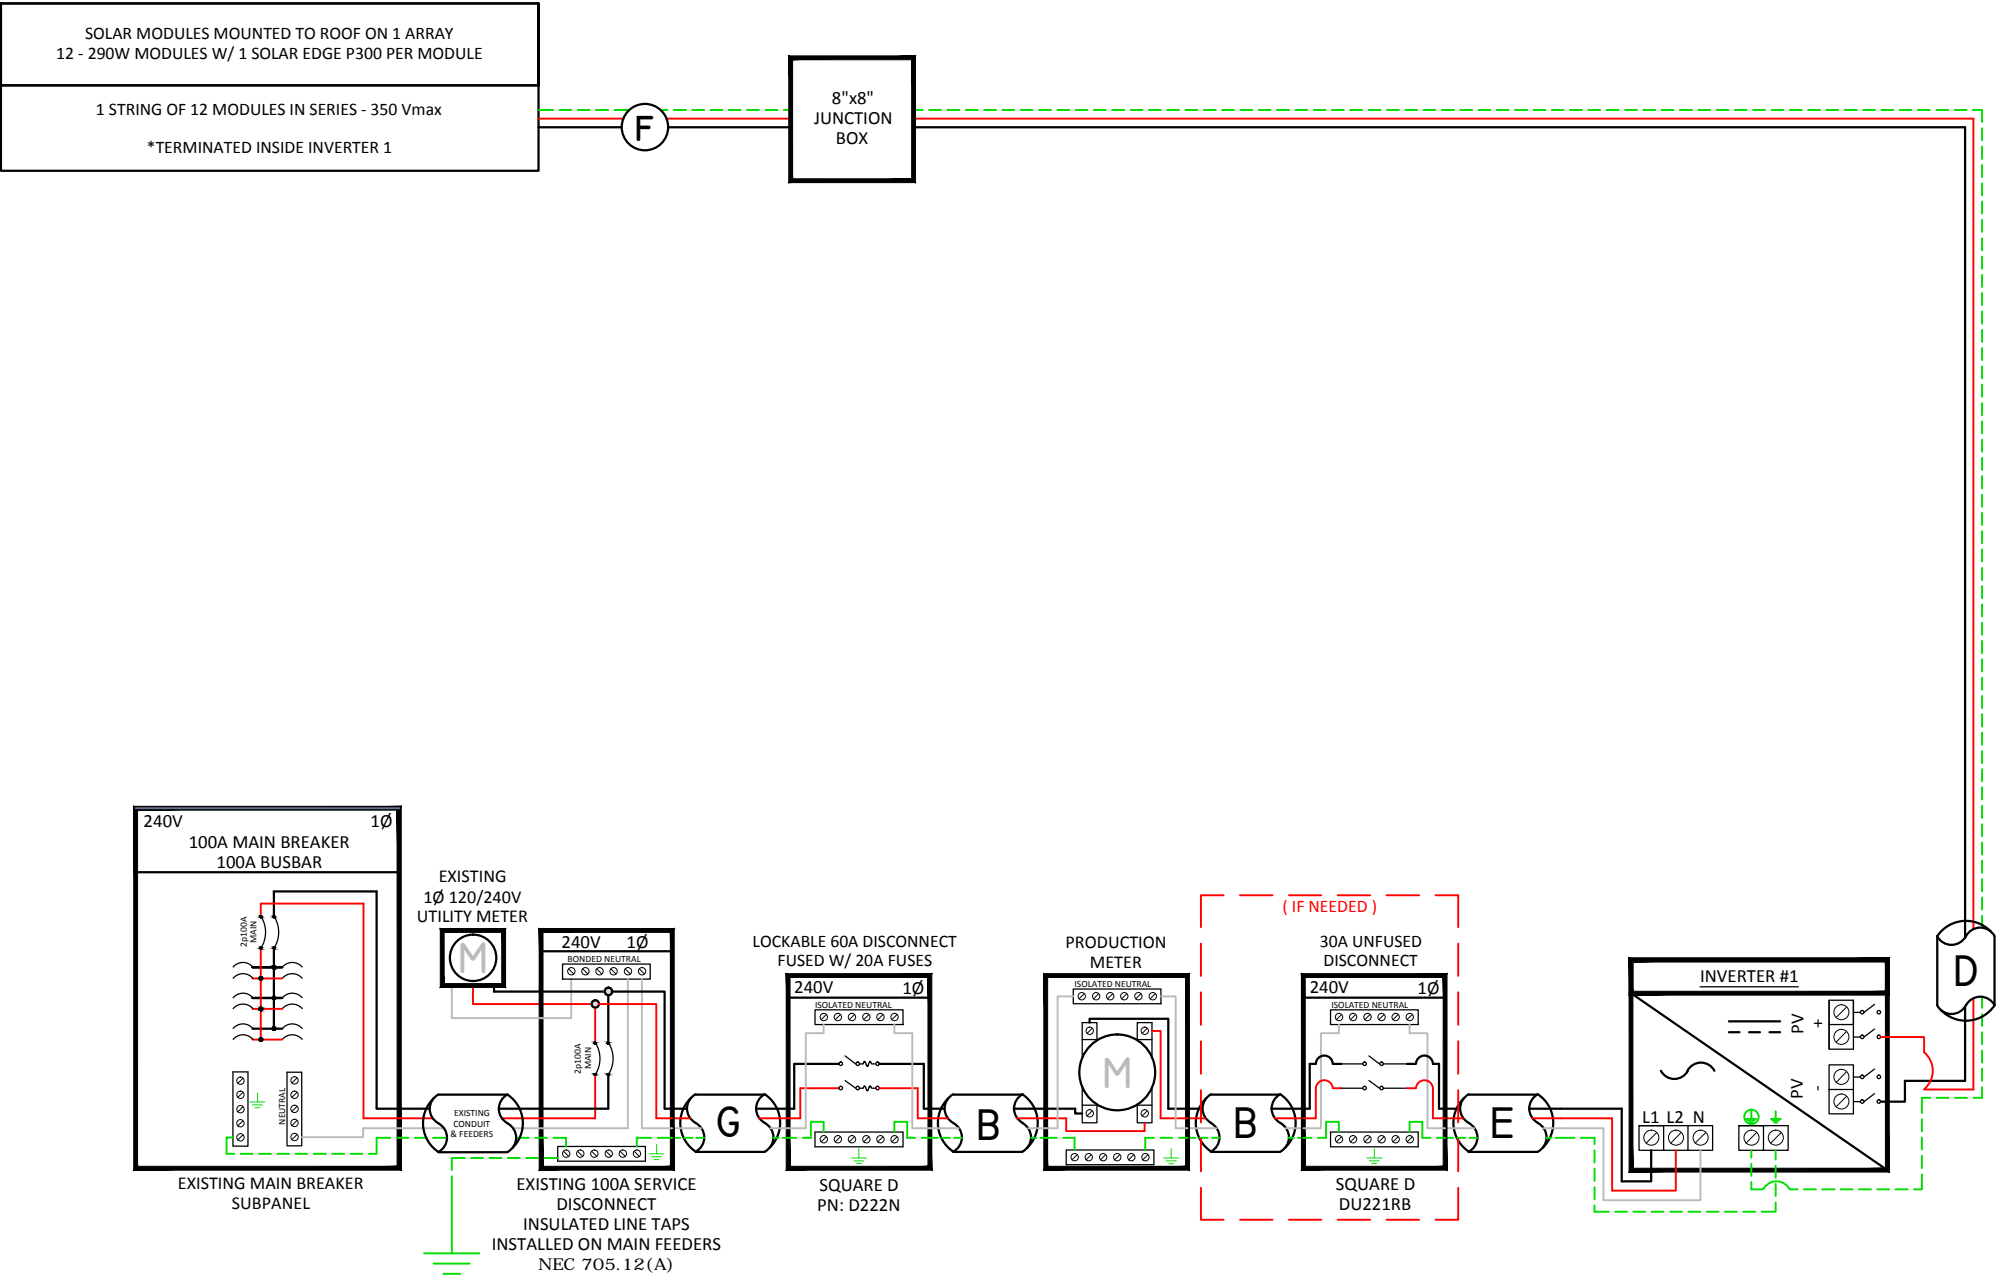 SOLAR MODULES MOUNTED TO ROOF ON 1 ARRAY
12 - 290W MODULES W/ 1 SOLAR EDGE P300 PER MODULE
1 STRING OF 12 MODULES IN SERIES - 350 Vmax
*TERMINATED INSIDE INVERTER 1
F
8"x8"
JUNCTION
BOX
D
240V 1Ø
100A MAIN BREAKER
100A BUSBAR
2p100A
MAIN
NEUTRAL
EXISTING MAIN BREAKER
SUBPANEL
EXISTING
CONDUIT
& FEEDERS
EXISTING
1Ø 120/240V
UTILITY METER
M
240V 1Ø
BONDED NEUTRAL
2p100A
MAIN
EXISTING 100A SERVICE
DISCONNECT
INSULATED LINE TAPS
INSTALLED ON MAIN FEEDERS
NEC 705.12(A)
G
LOCKABLE 60A DISCONNECT
FUSED W/ 20A FUSES
240V 1Ø
ISOLATED NEUTRAL
SQUARE D
PN: D222N
B
PRODUCTION
METER
ISOLATED NEUTRAL
M
B
( IF NEEDED )
30A UNFUSED
DISCONNECT
240V 1Ø
ISOLATED NEUTRAL
SQUARE D
DU221RB
E
INVERTER #1
PV +
PV -
L1 L2 N